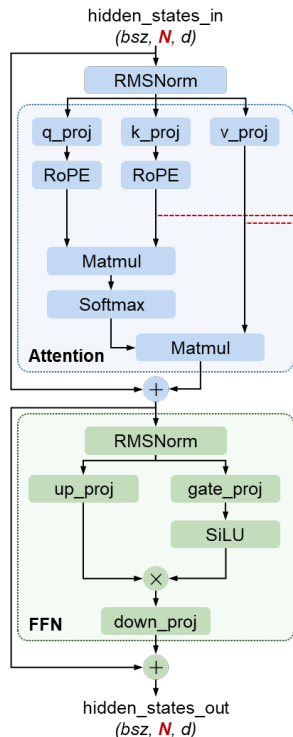 hidden_states_in
(bsz, N, d)
RMSNorm
q_proj
k_proj
v_proj
RoPE
RoPE
Matmul
Softmax
Matmul
Attention
+
RMSNorm
up_proj
gate_proj
SiLU
×
down_proj
FFN
+
hidden_states_out
(bsz, N, d)